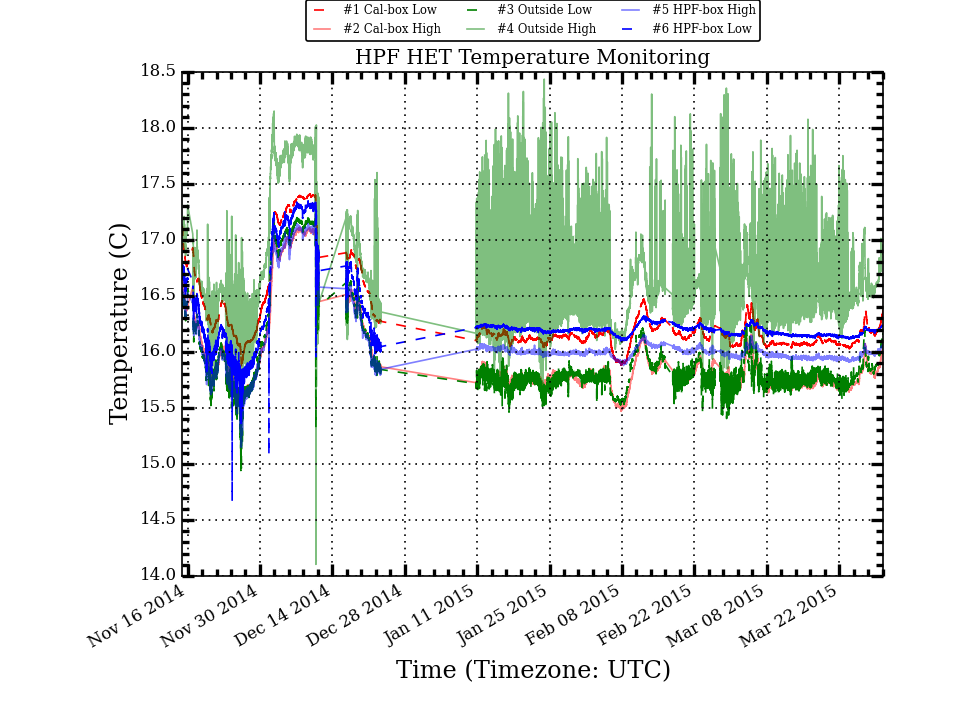 #1 Cal-box Low #3 Outside Low #5 HPF-box High
#2 Cal-box High #4 Outside High #6 HPF-box Low
HPF HET Temperature Monitoring
18.5
18.0
17.5
17.0
16.5
16.0
15.5
15.0
14.5
14.0
Temperature (C)
Nov 16 2014 Nov 30 2014 Dec 14 2014 Dec 28 2014 Jan 11 2015 Jan 25 2015 Feb 08 2015 Feb 22 2015 Mar 08 2015 Mar 22 2015
Time (Timezone: UTC)